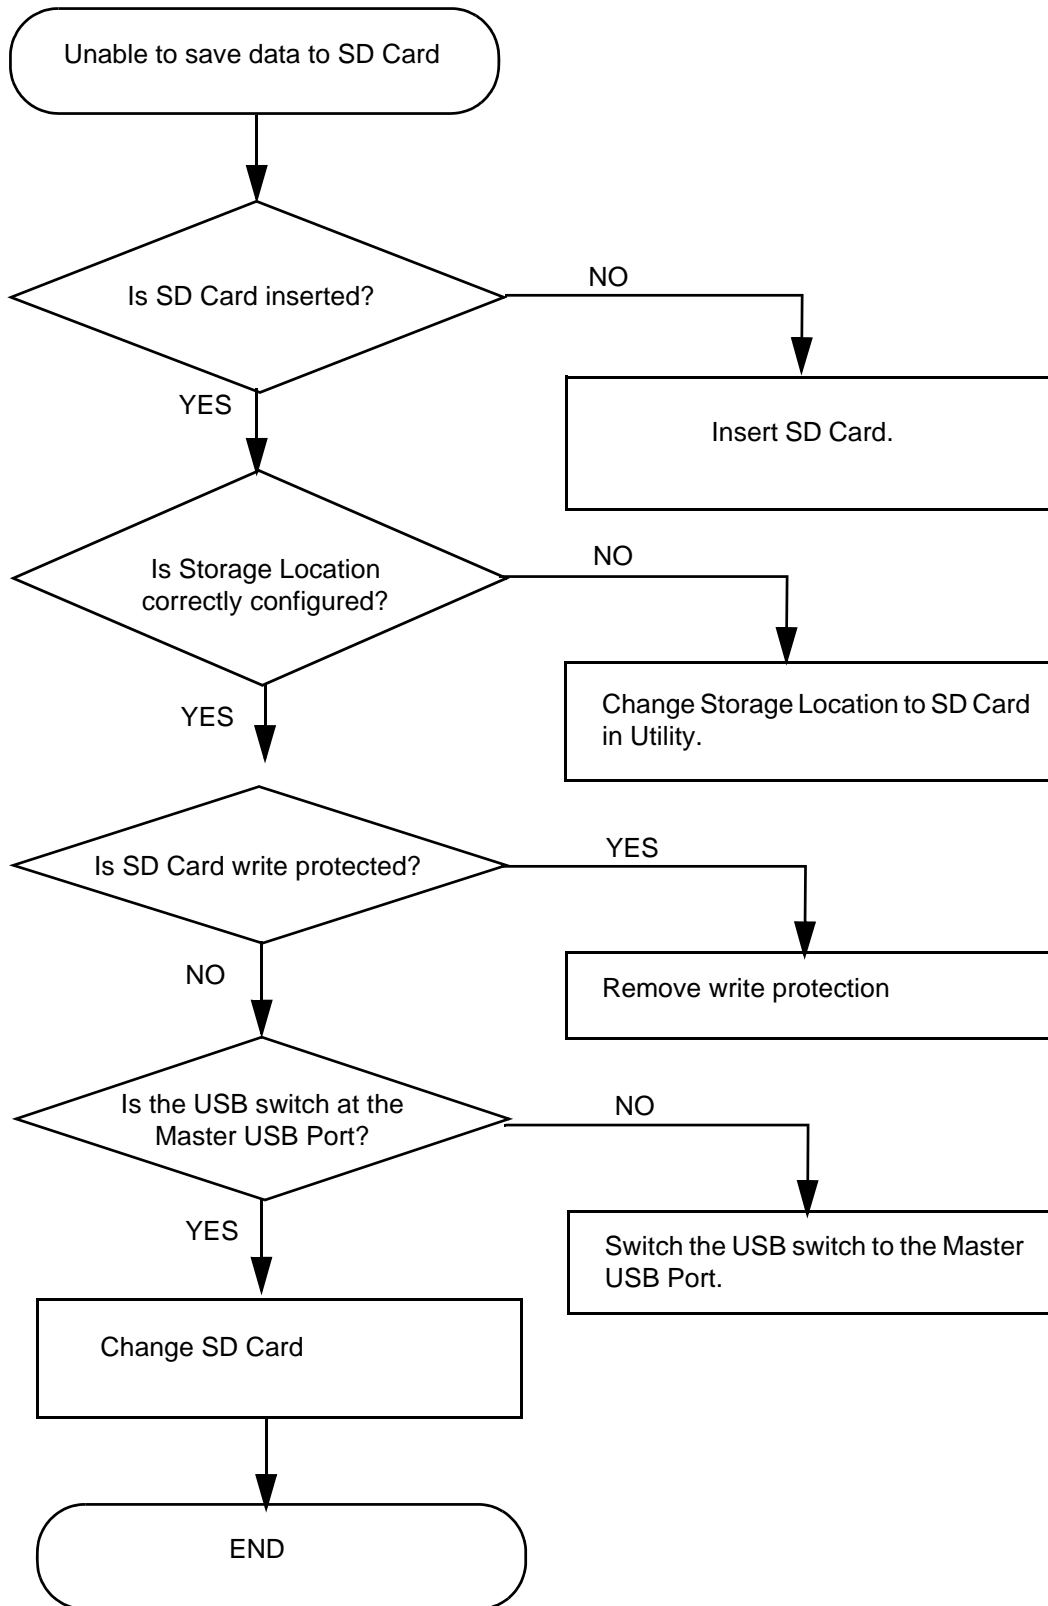 Unable to save data to SD Card
Is SD Card inserted?
NO
YES
Insert SD Card.
Is Storage Location
correctly configured?
NO
YES
Change Storage Location to SD Card
in Utility.
Is SD Card write protected?
YES
NO
Remove write protection
Is the USB switch at the
Master USB Port?
NO
YES
Switch the USB switch to the Master
USB Port.
Change SD Card
END